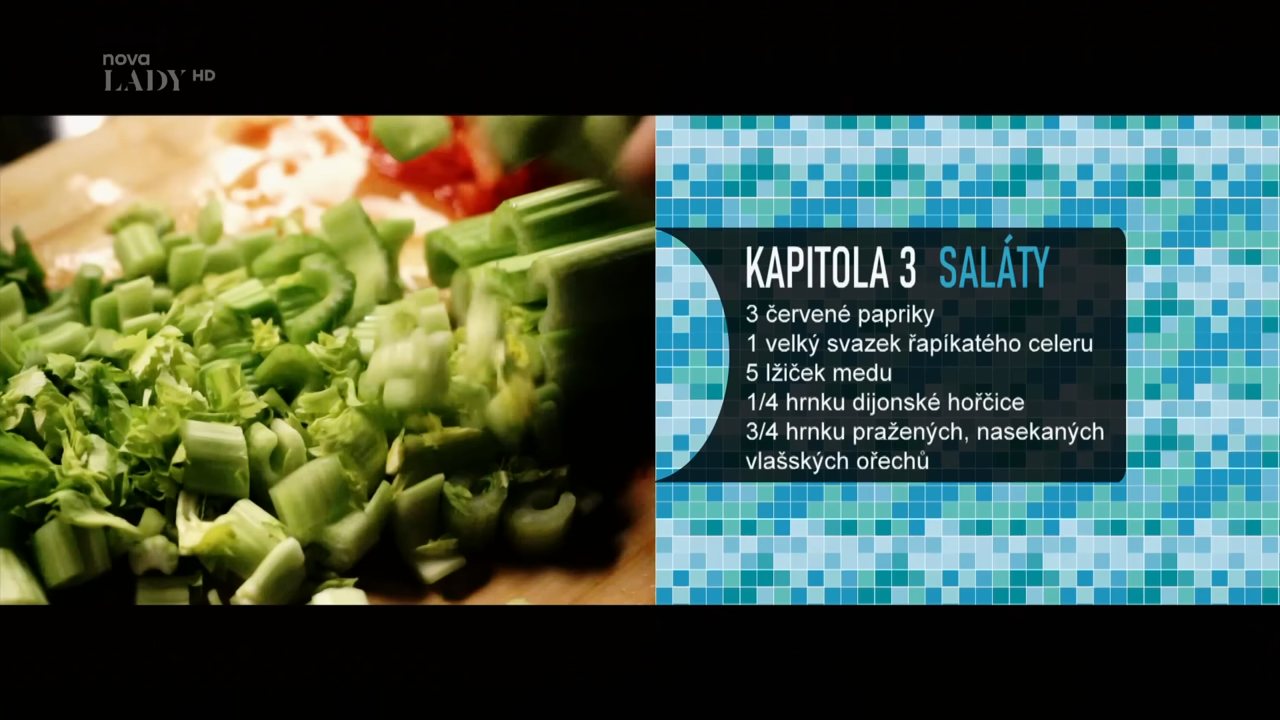 nova
LADY HD
KAPITOLA 3 SALÁTY
3 červené papriky
1 velký svazek řapíkatého celeru
5 lžiček medu
1/4 hrnku dijonské hořčice
3/4 hrnku pražených, nasekaných
vlašských ořechů